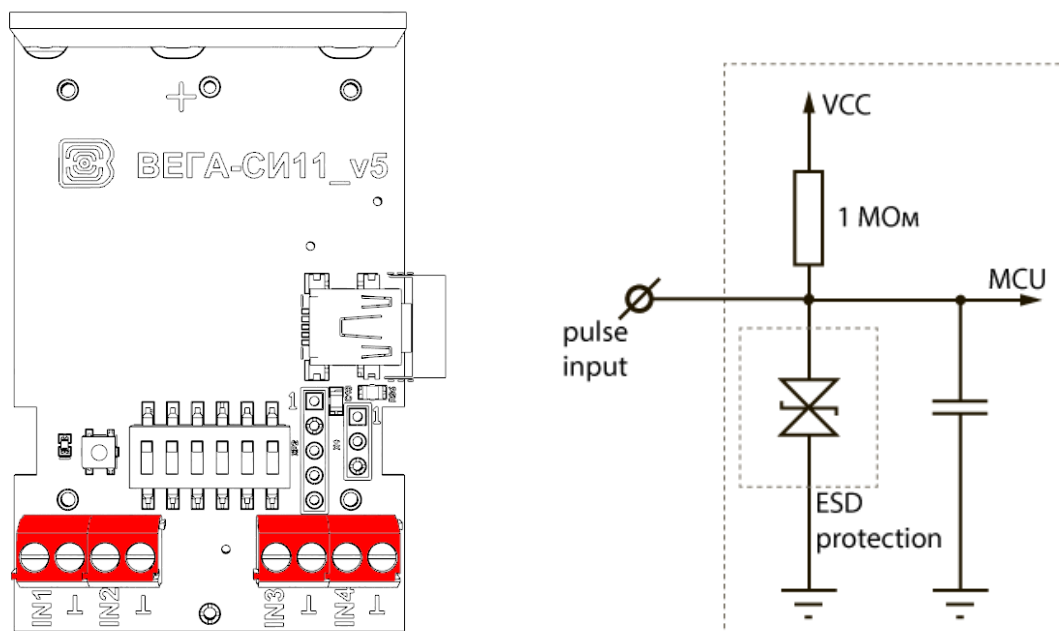 +
ВЕГА-СИ11_v5
1
1
IN1
⊥
IN2
⊥
IN3
⊥
IN4
⊥
VCC
1 МОм
MCU
pulse
input
ESD
protection